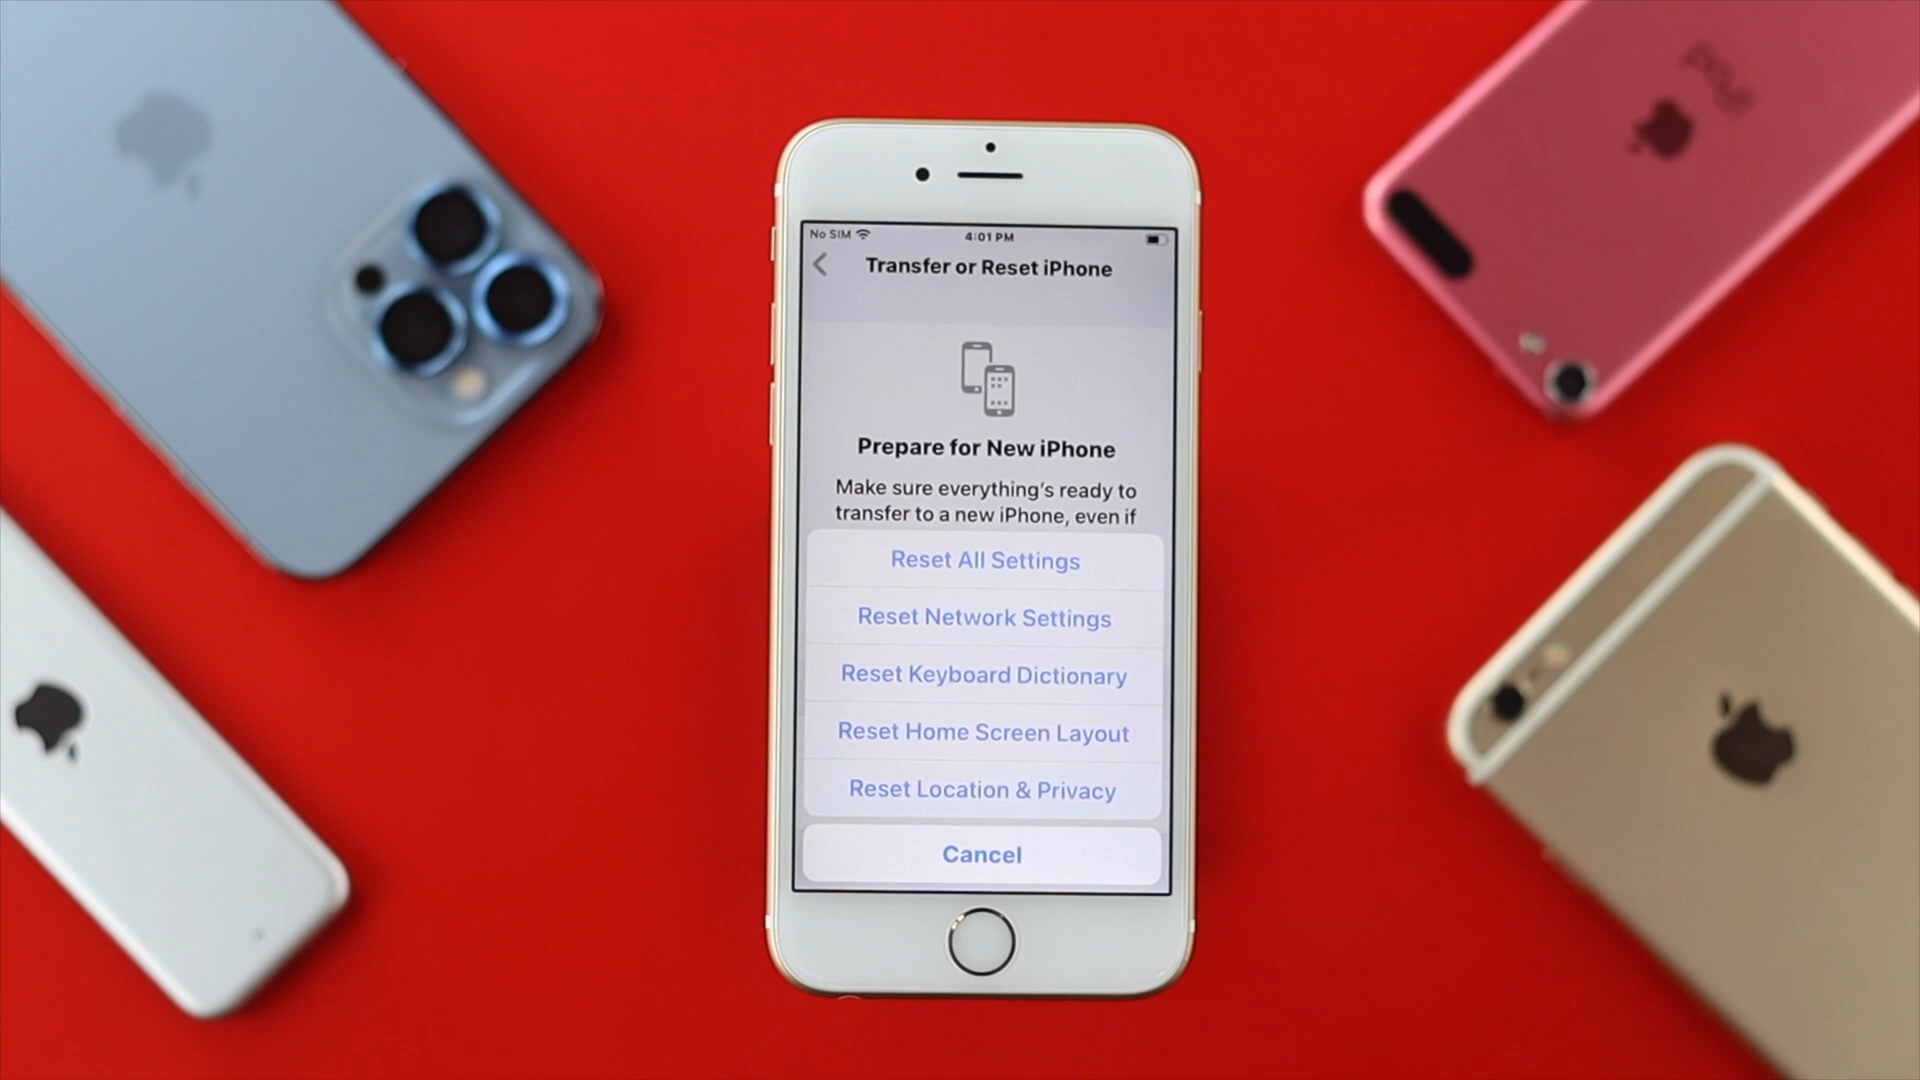 iPod
No SIM
4:01 PM
Transfer or Reset iPhone
Prepare for New iPhone
Make sure everything's ready to
transfer to a new iPhone, even if
Reset All Settings
Reset Network Settings
Reset Keyboard Dictionary
Reset Home Screen Layout
Reset Location & Privacy
Cancel